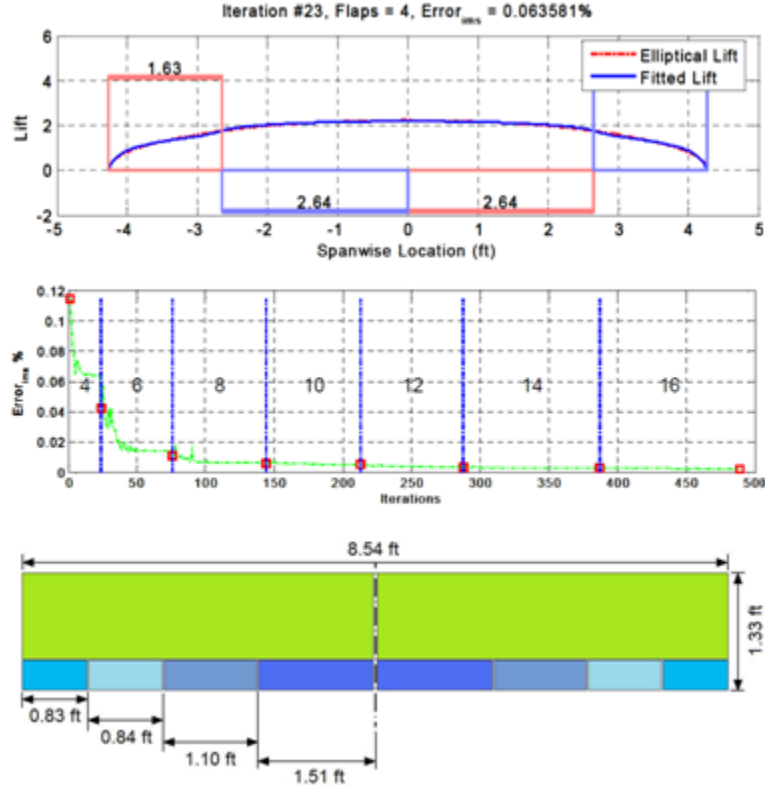 Iteration #23, Flaps = 4, Error_ims = 0.063581%
6
4
2
0
-2
Lift
1.63
Elliptical Lift
Fitted Lift
2.64
2.64
-5 -4 -3 -2 -1 0 1 2 3 4 5
Spanwise Location (ft)
0.12
0.1
0.08
0.06
0.04
0.02
0
Error_ims %
4 6 8 10 12 14 16
0 50 100 150 200 250 300 350 400 450 500
Iterations
8.54 ft
1.33 ft
0.83 ft
0.84 ft
1.10 ft
1.51 ft